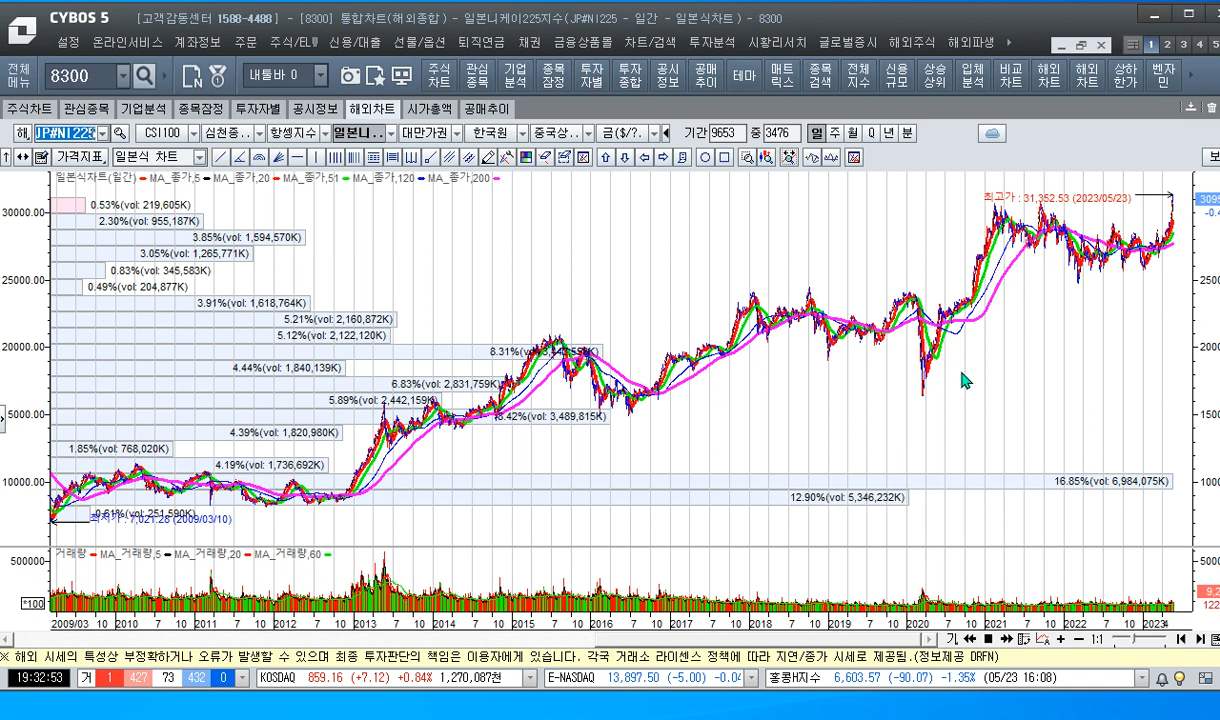 CYBOS 5 [고객감동센터 1588-4488] - [8300] 통합차트(해외종합) - 일본니케이225지수(JP#NI225 - 일간 - 일본식차트) - 8300
설정 온라인서비스 계좌정보 주문 주식/ELW 신용/대출 선물/옵션 퇴직연금 채권 금융상품몰 차트/검색 투자분석 시황리서치 글로벌증시 해외주식 해외파생 1 2 3 4 5
전체메뉴 8300 내툴바 0 주식차트 관심종목 기업분석 종목잠정 투자자별 투자종합 공시정보 공매추이 테마 매트릭스 종목검색 전체지수 신용규모 상승상위 입체분석 비교차트 해외차트 해외차트 상하한가 벤자민
주식차트 관심종목 기업분석 종목잠정 투자자별 공시정보 해외차트 시가총액 공매추이
해, JP#NI225 CSI100 심천종.. 항셍지수 일본니.. 대만가권 한국원 중국상.. 금($/?. 기간 9653 중 3476 일 주 월 Q 년 분
가격지표 일본식 차트
일본식차트(일간) MA_종가,5 MA_종가,20 MA_종가,51 MA_종가,120 MA_종가,200
최고가 : 31,352.53 (2023/05/23)
0.53%(vol: 219,605K)
30000.00
2.30%(vol: 955,187K)
3.85%(vol: 1,594,570K)
3.05%(vol: 1,265,771K)
0.83%(vol: 345,583K)
25000.00
0.49%(vol: 204,877K)
3.91%(vol: 1,618,764K)
5.21%(vol: 2,160,872K)
5.12%(vol: 2,122,120K)
20000.00
8.31%(vol:
4.44%(vol: 1,840,139K)
6.83%(vol: 2,831,759K)
5.89%(vol: 2,442,159K)
15000.00
8.42%(vol: 3,489,815K)
4.39%(vol: 1,820,980K)
1.85%(vol: 768,020K)
4.19%(vol: 1,736,692K)
10000.00
16.85%(vol: 6,984,075K)
12.90%(vol: 5,346,232K)
0.61%(vol: 251,590K)
최저가 : 7,021.28 (2009/03/10)
거래량 MA_거래량,5 MA_거래량,20 MA_거래량,60
500000
*100
2009/03 10 2010 7 10 2011 7 10 2012 7 10 2013 7 10 2014 7 10 2015 7 10 2016 7 10 2017 7 10 2018 7 10 2019 7 10 2020 7 10 2021 7 10 2022 7 10 2023
1:1
※ 해외 시세의 특성상 부정확하거나 오류가 발생할 수 있으며 최종 투자판단의 책임은 이용자에게 있습니다. 각국 거래소 라이센스 정책에 따라 지연/종가 시세로 제공됨.(정보제공 DRFN)
19:32:53 거 1 427 73 432 0 KOSDAQ 859.16 (+7.12) +0.84% 1,270,087천 E-NASDAQ 13,897.50 (-5.00) -0.04 홍콩H지수 6,603.57 (-90.07) -1.35% (05/23 16:08)